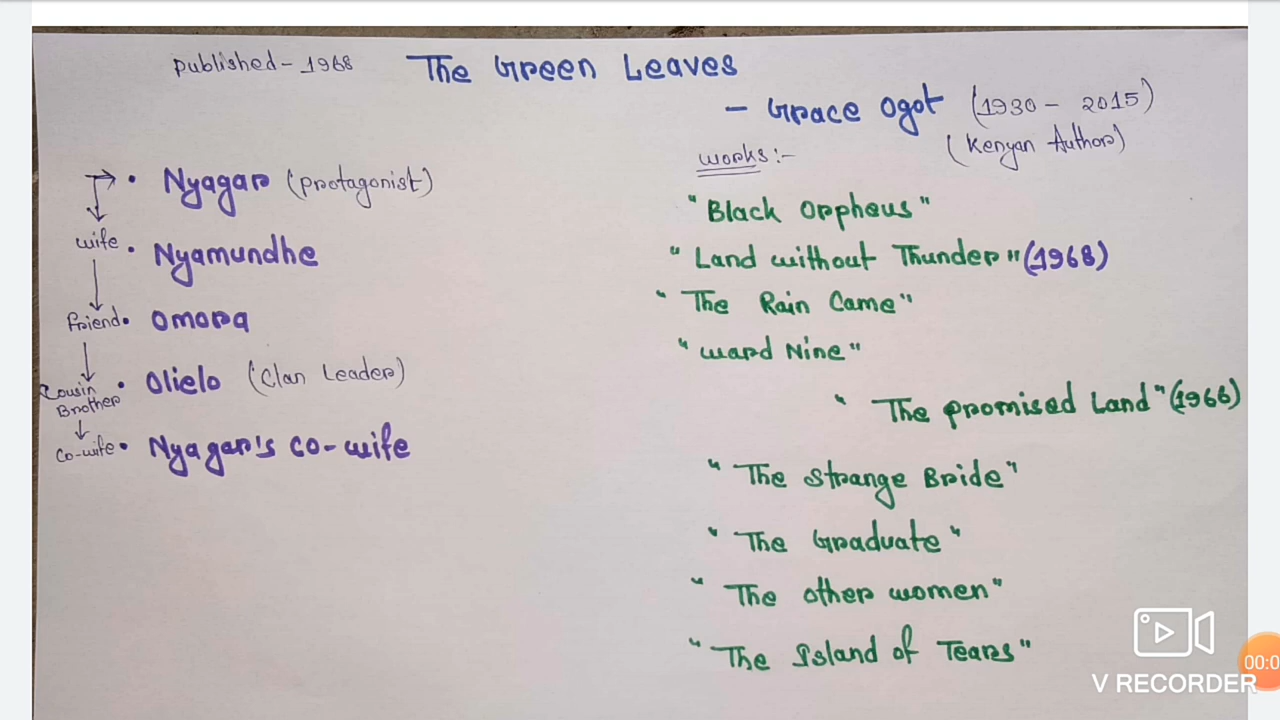 Published - 1968
The Green Leaves
- Grace Ogot (1930 - 2015)
(Kenyan Author)
Works :-
• Nyagar (Protagonist)
wife • Nyamundhe
Friend • Omora
Cousin Brother • Olielo (Clan Leader)
Co-wife • Nyagar's co-wife
"Black Orpheus"
"Land without Thunder" (1968)
"The Rain Came"
"Ward Nine"
"The promised Land" (1966)
"The Strange Bride"
"The Graduate"
"The other women"
"The Island of Tears"
V RECORDER
00:0